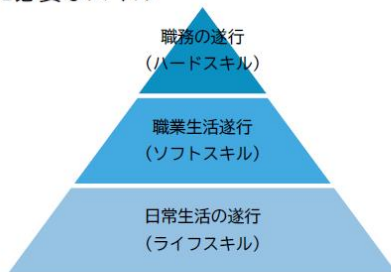 職務の遂行
（ハードスキル）
職業生活遂行
（ソフトスキル）
日常生活の遂行
（ライフスキル）